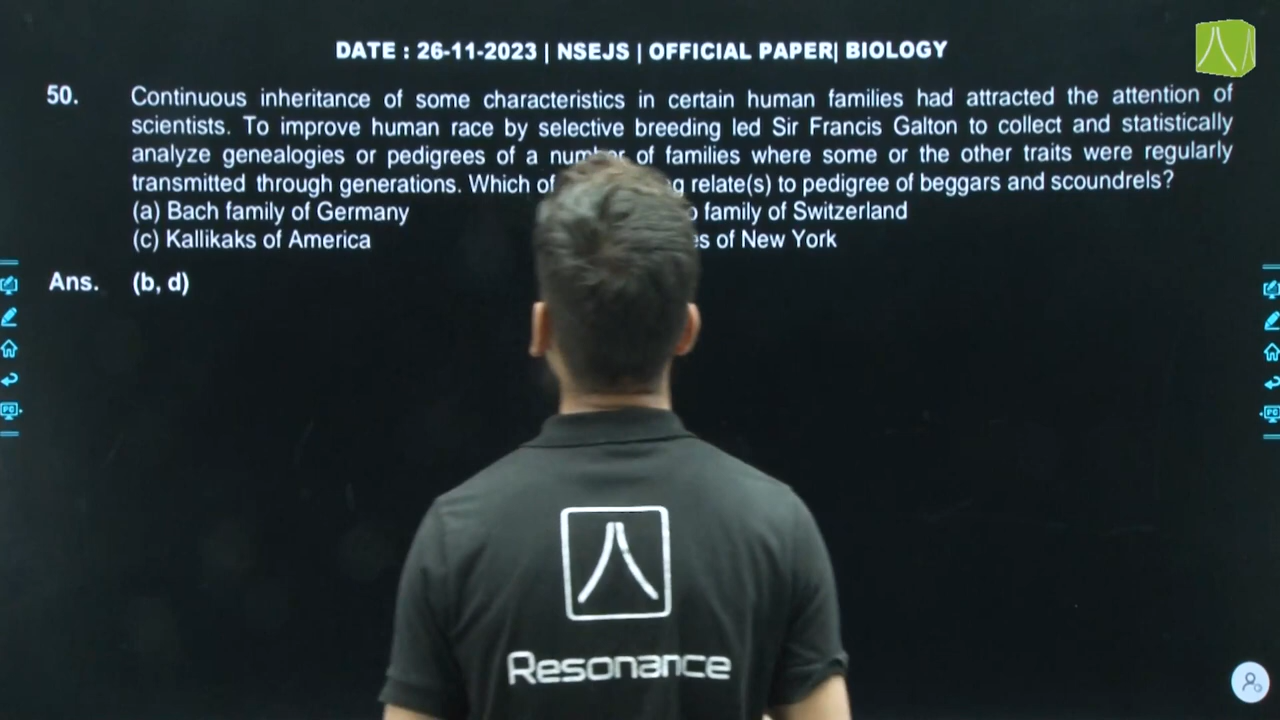 DATE : 26-11-2023 | NSEJS | OFFICIAL PAPER| BIOLOGY
50. Continuous inheritance of some characteristics in certain human families had attracted the attention of
scientists. To improve human race by selective breeding led Sir Francis Galton to collect and statistically
analyze genealogies or pedigrees of a number of families where some or the other traits were regularly
transmitted through generations. Which of relate(s) to pedigree of beggars and scoundrels?
(a) Bach family of Germany family of Switzerland
(c) Kallikaks of America of New York
Ans. (b, d)
Resonance